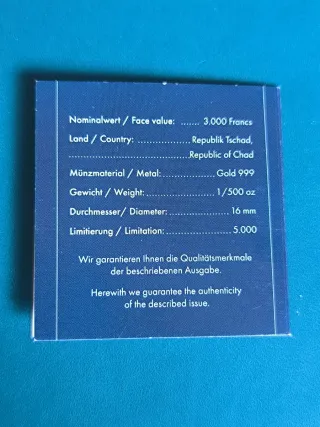 Nominalwert / Face value: ....... 3.000 Francs
Land / Country: .................. Republik Tschad,
.......................................... Republic of Chad
Münzmaterial / Metal: ................ Gold 999
Gewicht / Weight: ..................... 1/500 oz
Durchmesser/ Diameter: .................. 16 mm
Limitierung / Limitation: .................. 5.000
Wir garantieren Ihnen die Qualitätsmerkmale
der beschriebenen Ausgabe.
Herewith we guarantee the authenticity
of the described issue.